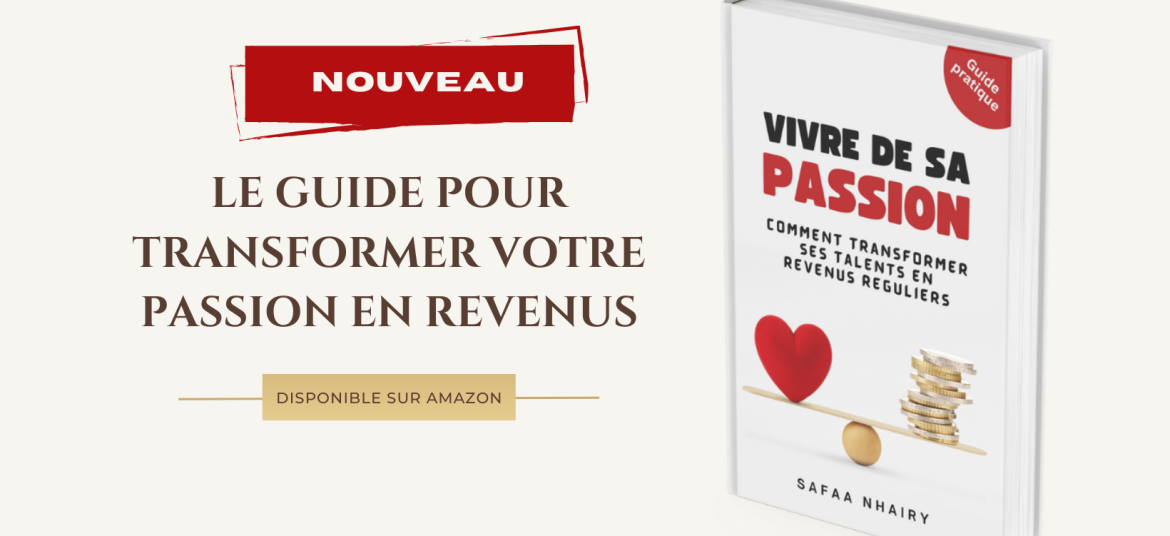 NOUVEAU
LE GUIDE POUR
TRANSFORMER VOTRE
PASSION EN REVENUS
DISPONIBLE SUR AMAZON
Guide
pratique
VIVRE DE SA
PASSION
COMMENT TRANSFORMER
SES TALENTS EN
REVENUS REGULIERS
SAFAA NHAIRY